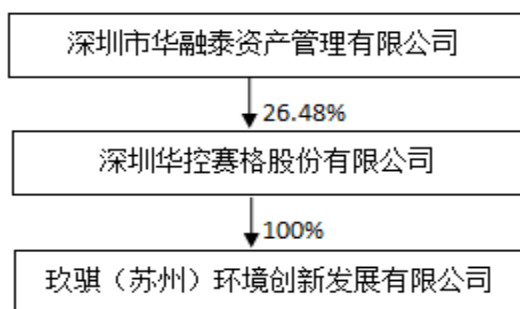 深圳市华融泰资产管理有限公司
26.48%
深圳华控赛格股份有限公司
100%
玖骐（苏州）环境创新发展有限公司